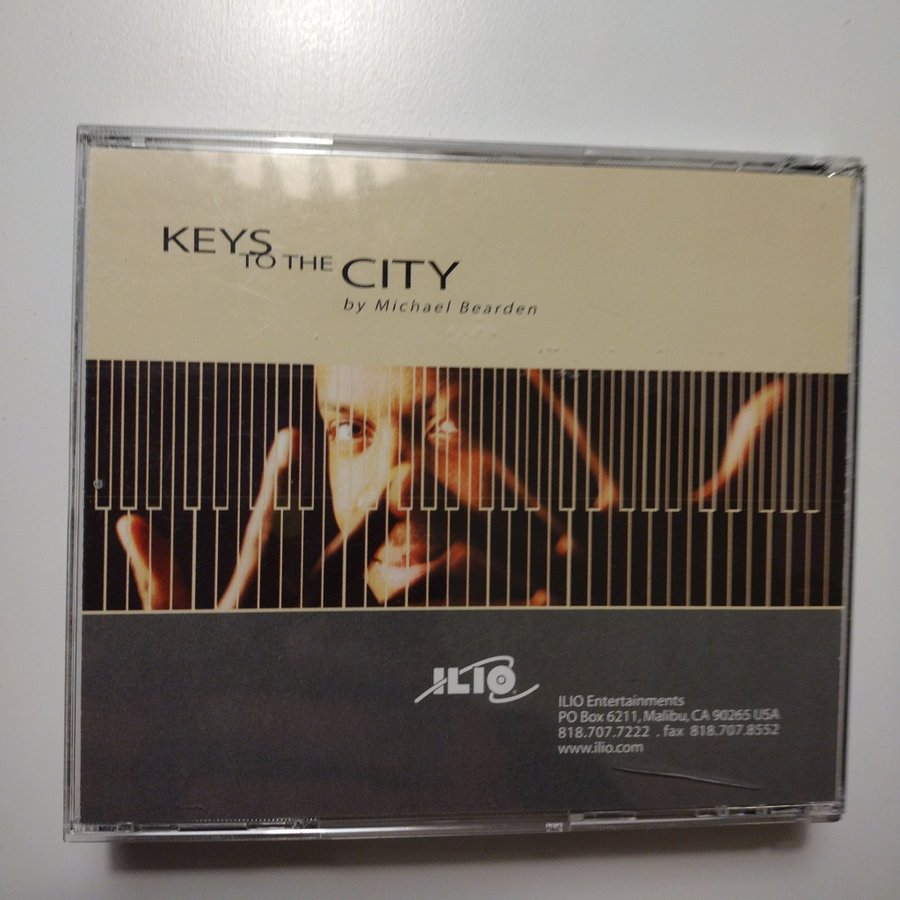 KEYS
TO THE
CITY
by Michael Bearden
ILIO
ILIO Entertainments
PO Box 6211, Malibu, CA 90265 USA
818.707.7222 . fax 818.707.8552
www.ilio.com